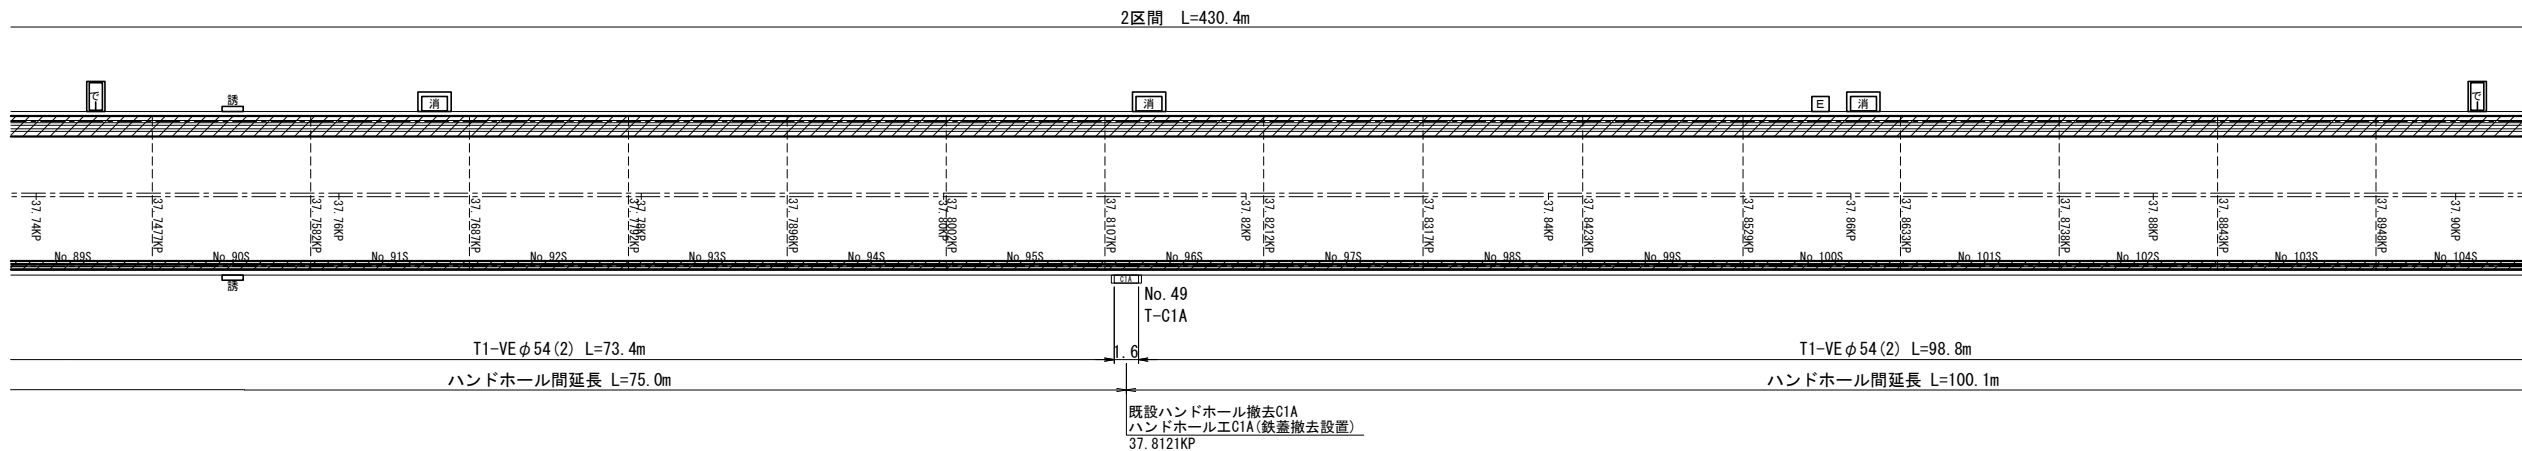 2区間 L=430.4m
で
誘
消
消
E
消
で
37.74KP
37.7477KP
37.7582KP
37.76KP
37.7687KP
37.7792KP
37.78KP
37.7896KP
37.80KP
37.8002KP
37.8107KP
37.82KP
37.8212KP
37.8317KP
37.84KP
37.8423KP
37.8529KP
37.86KP
37.8633KP
37.8738KP
37.88KP
37.8843KP
37.8948KP
37.90KP
No.89S
No.90S
No.91S
No.92S
No.93S
No.94S
No.95S
No.96S
No.97S
No.98S
No.99S
No.100S
No.101S
No.102S
No.103S
No.104S
誘
C1A
No.49
T-C1A
T1-VEφ54(2) L=73.4m
1.6
T1-VEφ54(2) L=98.8m
ハンドホール間延長 L=75.0m
ハンドホール間延長 L=100.1m
既設ハンドホール撤去C1A
ハンドホール工C1A(鉄蓋撤去設置)
37.8121KP